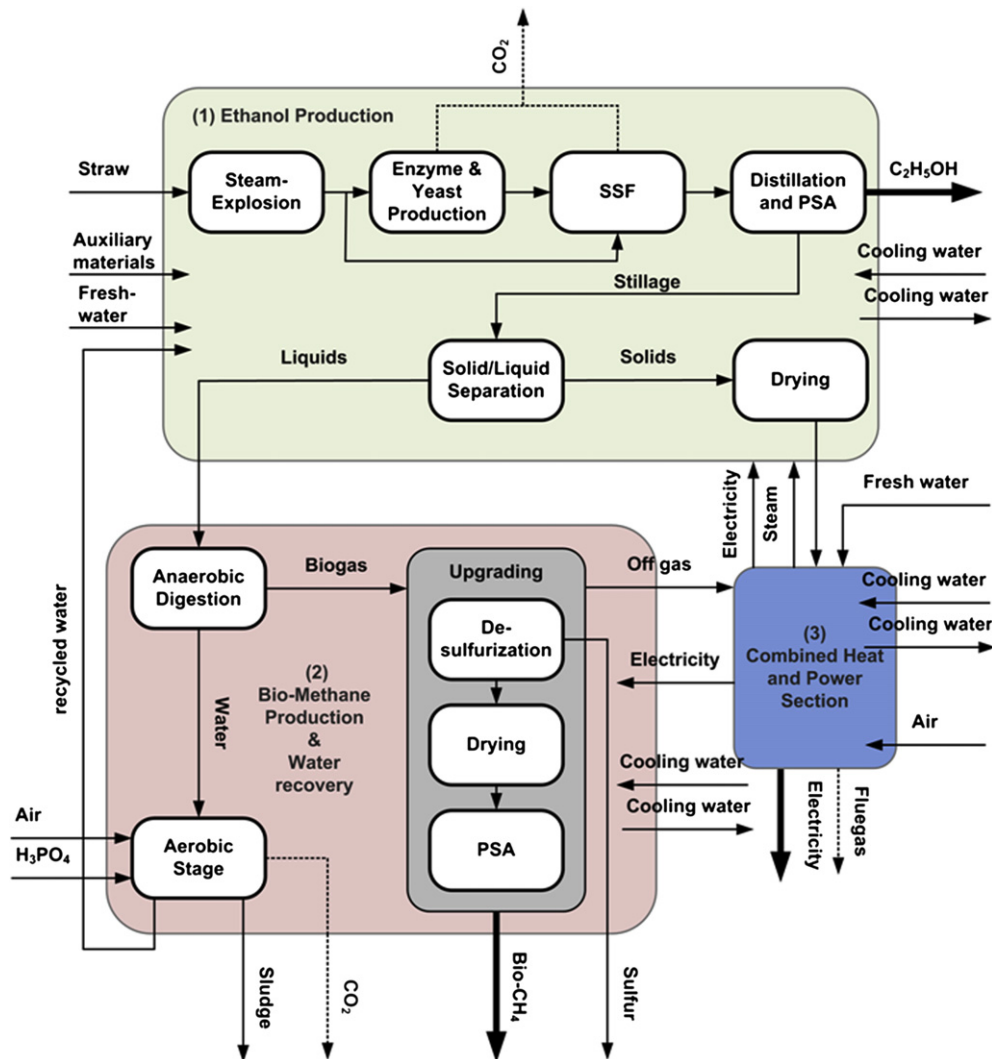 CO₂
(1) Ethanol Production
Straw
Steam-
Explosion
Enzyme &
Yeast
Production
SSF
Distillation
and PSA
C₂H₅OH
Auxiliary
materials
Cooling water
Fresh-
water
Stillage
Cooling water
Liquids
Solid/Liquid
Separation
Solids
Drying
Electricity
Steam
Fresh water
recycled water
Anaerobic
Digestion
Biogas
Upgrading
Off gas
Cooling water
De-
sulfurization
Cooling water
(3)
Combined Heat
and Power
Section
Electricity
Water
(2)
Bio-Methane
Production
&
Water
recovery
Drying
Air
Cooling water
Cooling water
Electricity
Fluegas
Air
H₃PO₄
Aerobic
Stage
PSA
Sludge
CO₂
Bio-CH₄
Sulfur